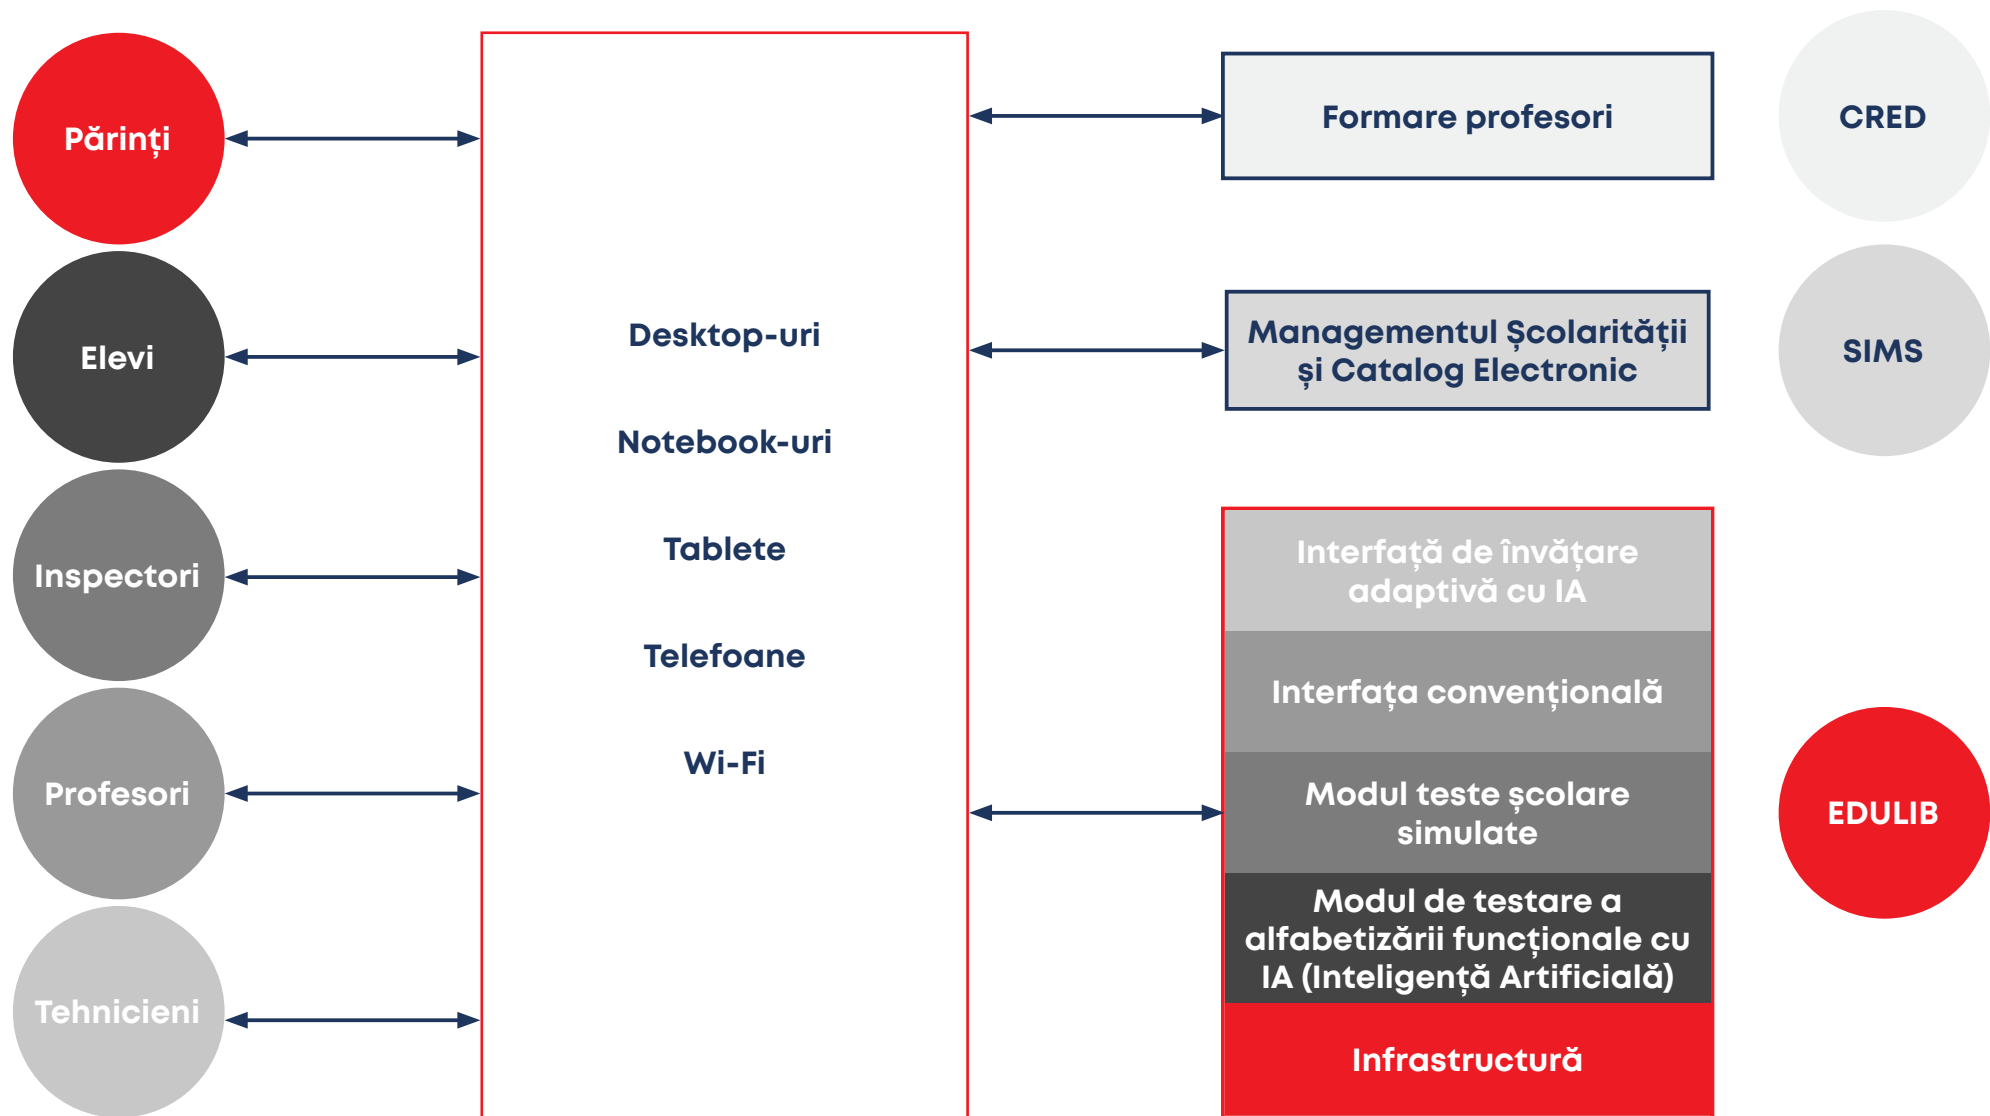 Părinți
Elevi
Inspectori
Profesori
Tehnicieni
Desktop-uri
Notebook-uri
Tablete
Telefoane
Wi-Fi
Formare profesori
Managementul Școlarității
și Catalog Electronic
Interfață de învățare
adaptivă cu IA
Interfața convențională
Modul teste școlare
simulate
Modul de testare a
alfabetizării funcționale cu
IA (Inteligență Artificială)
Infrastructură
CRED
SIMS
EDULIB